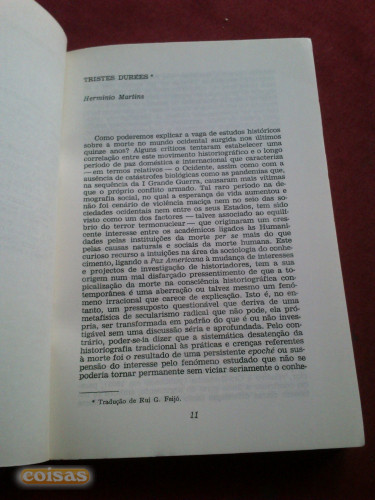 TRISTES DURÉES *
Hermínio Martins
Como poderemos explicar a vaga de estudos históricos
sobre a morte no mundo ocidental surgida nos últimos
quinze anos? Alguns críticos tentaram estabelecer uma
correlação entre este movimento historiográfico e o longo
período de paz doméstica e internacional que caracteriza
— em termos relativos — o Ocidente, assim como com a
ausência de catástrofes biológicas como as pandemias que,
na sequência da I Grande Guerra, causaram mais vítimas
que o próprio conflito armado. Tal raro período na de-
mografia social, no qual a esperança de vida aumentou e
não foi cenário de violência maciça nem no seio das so-
ciedades ocidentais nem entre os seus Estados, tem sido
visto como um dos factores — talvez associado ao equilí-
brio do terror termonuclear — que originaram um cres-
cente interesse entre os académicos ligados às Humani-
dades pelas instituições da morte per se mais do que
pelas causas naturais e sociais da morte humana. Este
curioso recurso a intuições na área da sociologia do conhe-
cimento, ligando a Pax Americana à mudança de interesses
e projectos de investigação de historiadores, tem a sua
origem num mal disfarçado pressentimento de que a to-
picalização da morte na consciência historiográfica con-
temporânea é uma aberração ou talvez mesmo um fenó-
meno irracional que carece de explicação. Isto é, no en-
tanto, um pressuposto questionável que deriva de uma
metafísica de secularismo radical que não pode, ela pró-
pria, ser transformada em padrão do que é ou não inves-
tigável sem uma discussão séria e aprofundada. Pelo con-
trário, poder-se-ia dizer que a sistemática desatenção da
historiografia tradicional às práticas e crenças referentes
à morte foi o resultado de uma persistente epoché ou sus-
pensão do interesse pelo fenómeno estudado que não se
poderia tornar permanente sem viciar seriamente o conhe-
* Tradução de Rui G. Feijó.
11
coisas